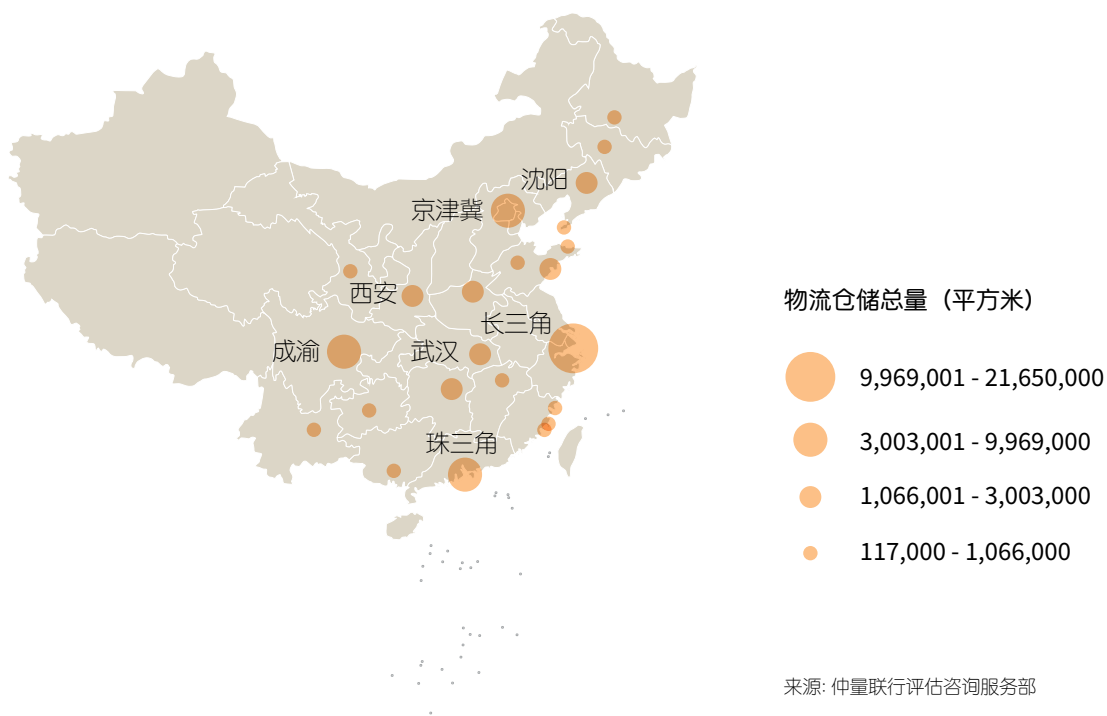 沈阳
京津冀
西安
长三角
成渝
武汉
珠三角
物流仓储总量（平方米）
9,969,001 - 21,650,000
3,003,001 - 9,969,000
1,066,001 - 3,003,000
117,000 - 1,066,000
来源: 仲量联行评估咨询服务部